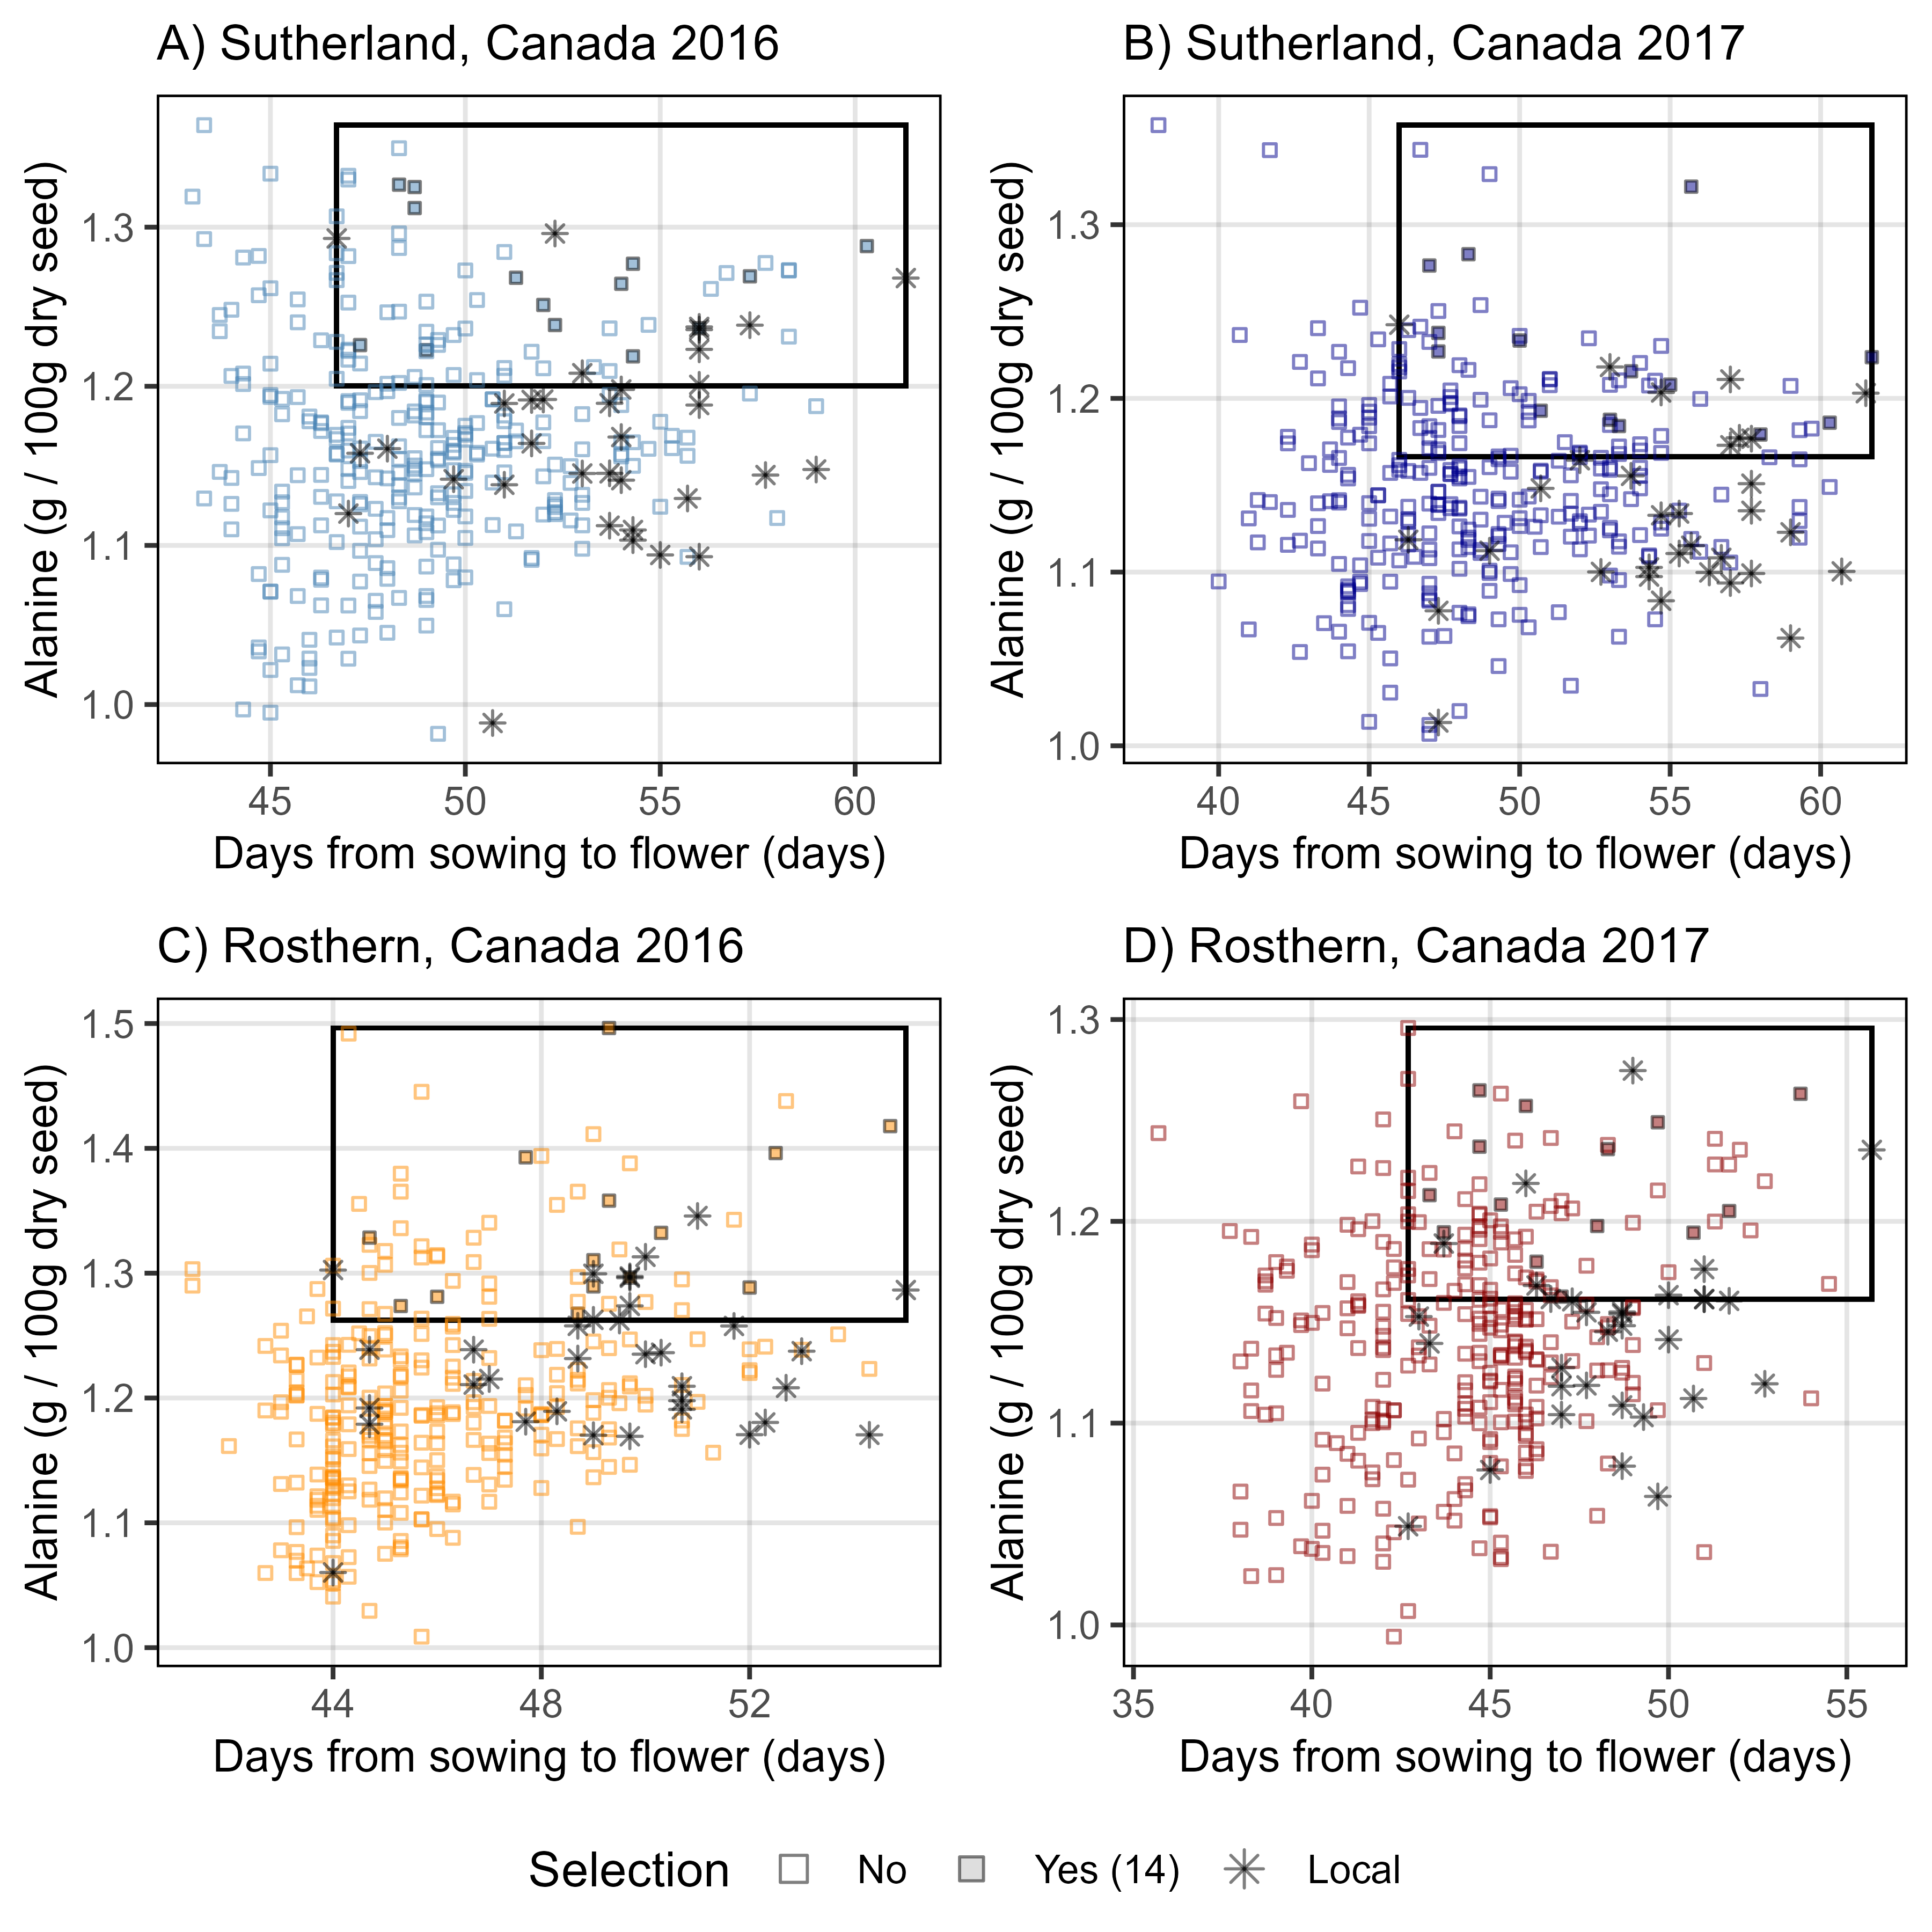 A) Sutherland, Canada 2016
Alanine (g / 100g dry seed)
1.3
1.2
1.1
1.0
45 50 55 60
Days from sowing to flower (days)
B) Sutherland, Canada 2017
Alanine (g / 100g dry seed)
1.3
1.2
1.1
1.0
40 45 50 55 60
Days from sowing to flower (days)
C) Rosthern, Canada 2016
Alanine (g / 100g dry seed)
1.5
1.4
1.3
1.2
1.1
1.0
44 48 52
Days from sowing to flower (days)
D) Rosthern, Canada 2017
Alanine (g / 100g dry seed)
1.3
1.2
1.1
1.0
35 40 45 50 55
Days from sowing to flower (days)
Selection No Yes (14) Local